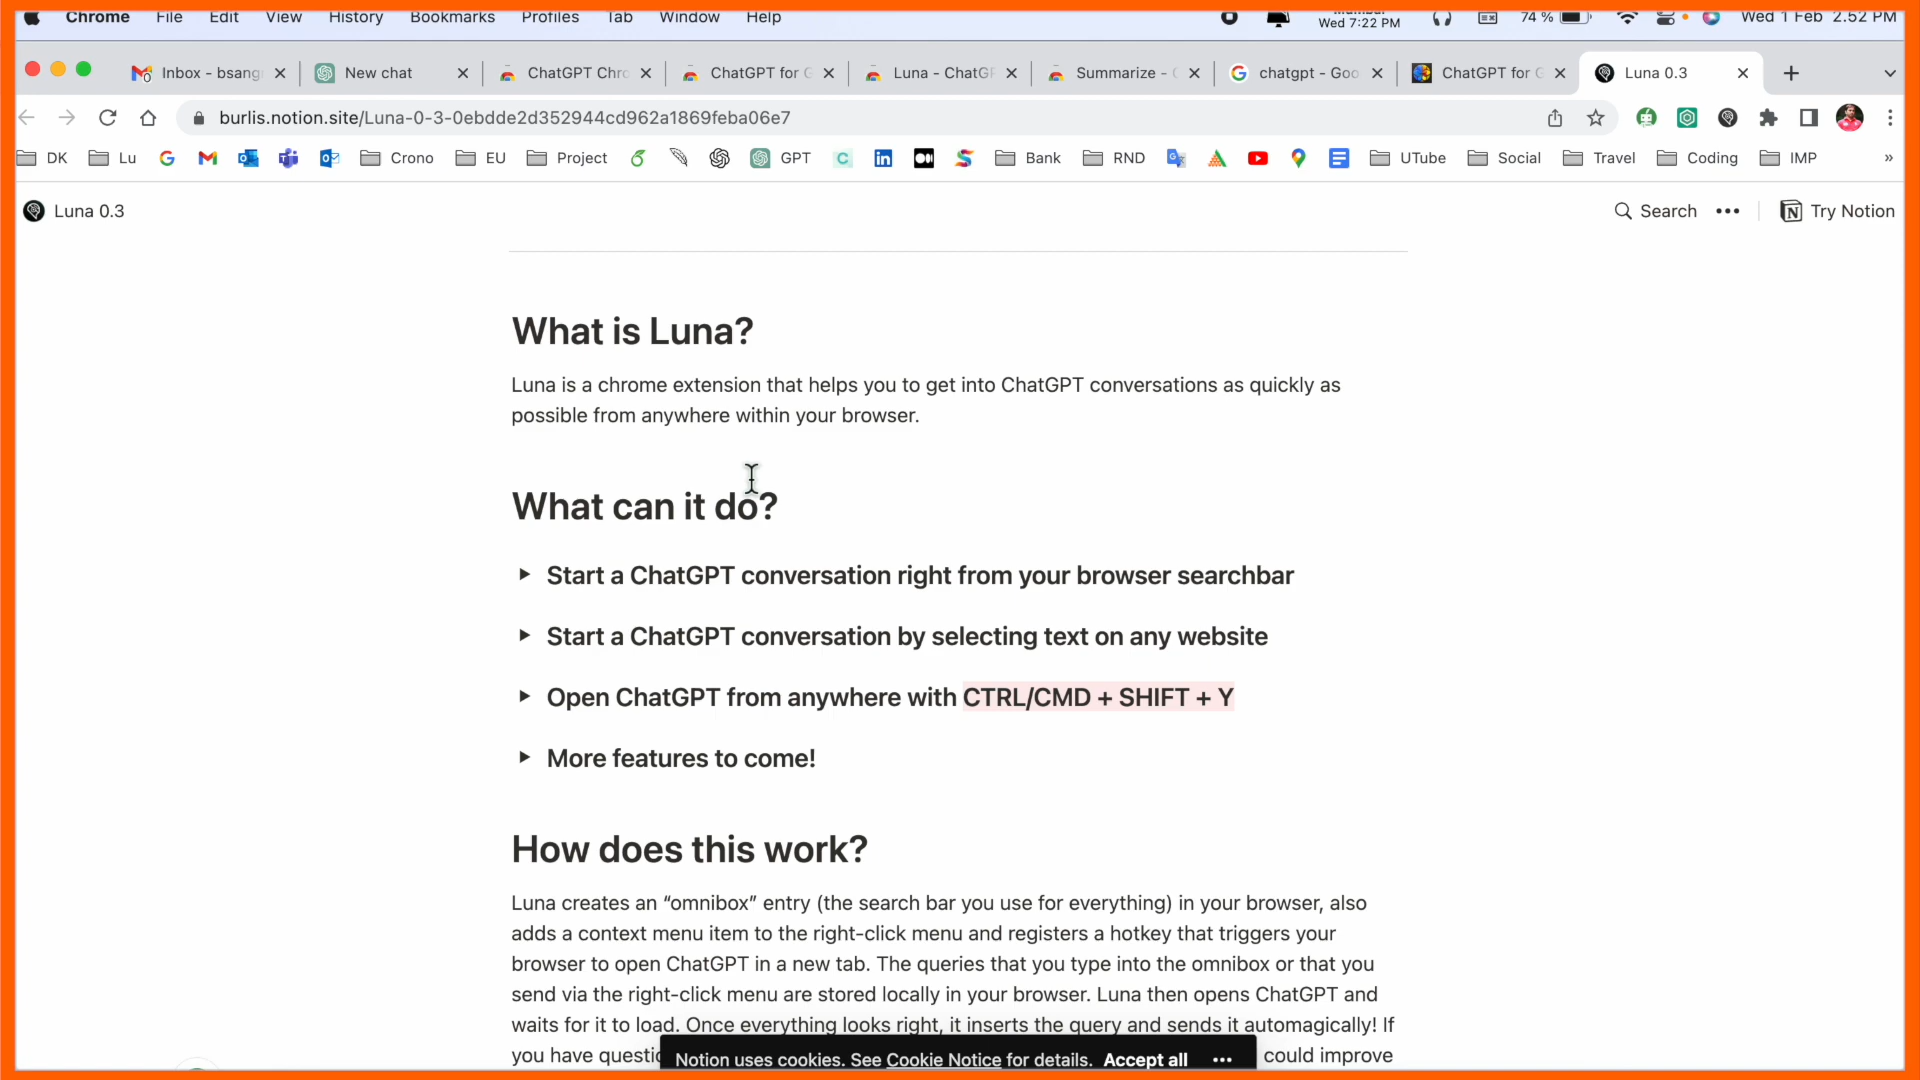 Chrome File Edit View History Bookmarks Profiles Tab Window Help
Wed 7:22 PM 74 % Wed 1 Feb 2.52 PM
Inbox - bsang New chat ChatGPT Chro ChatGPT for G Luna - ChatGP Summarize - chatgpt - Goo ChatGPT for G Luna 0.3
burlis.notion.site/Luna-0-3-0ebdde2d352944cd962a1869feba06e7
DK Lu Crono EU Project GPT Bank RND UTube Social Travel Coding IMP »
Luna 0.3 Search Try Notion
What is Luna?
Luna is a chrome extension that helps you to get into ChatGPT conversations as quickly as
possible from anywhere within your browser.
What can it do?
Start a ChatGPT conversation right from your browser searchbar
Start a ChatGPT conversation by selecting text on any website
Open ChatGPT from anywhere with CTRL/CMD + SHIFT + Y
More features to come!
How does this work?
Luna creates an “omnibox” entry (the search bar you use for everything) in your browser, also
adds a context menu item to the right-click menu and registers a hotkey that triggers your
browser to open ChatGPT in a new tab. The queries that you type into the omnibox or that you
send via the right-click menu are stored locally in your browser. Luna then opens ChatGPT and
waits for it to load. Once everything looks right, it inserts the query and sends it automagically! If
you have questio could improve
Notion uses cookies. See Cookie Notice for details. Accept all